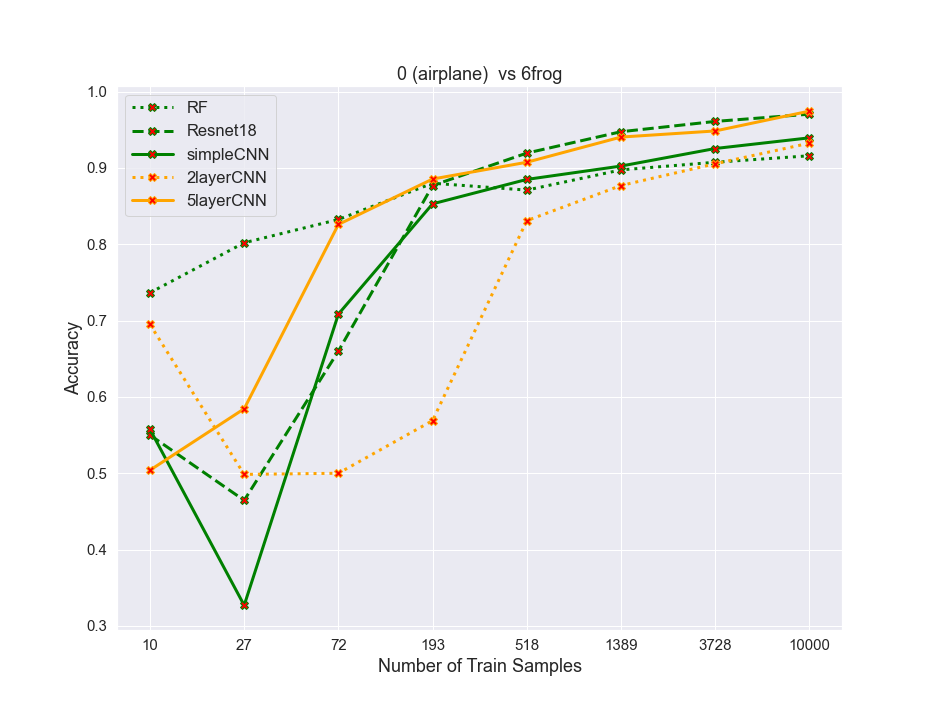 0 (airplane)  vs 6frog
RF
Resnet18
simpleCNN
2layerCNN
5layerCNN
1.0
0.9
0.8
0.7
0.6
0.5
0.4
0.3
Accuracy
10 27 72 193 518 1389 3728 10000
Number of Train Samples